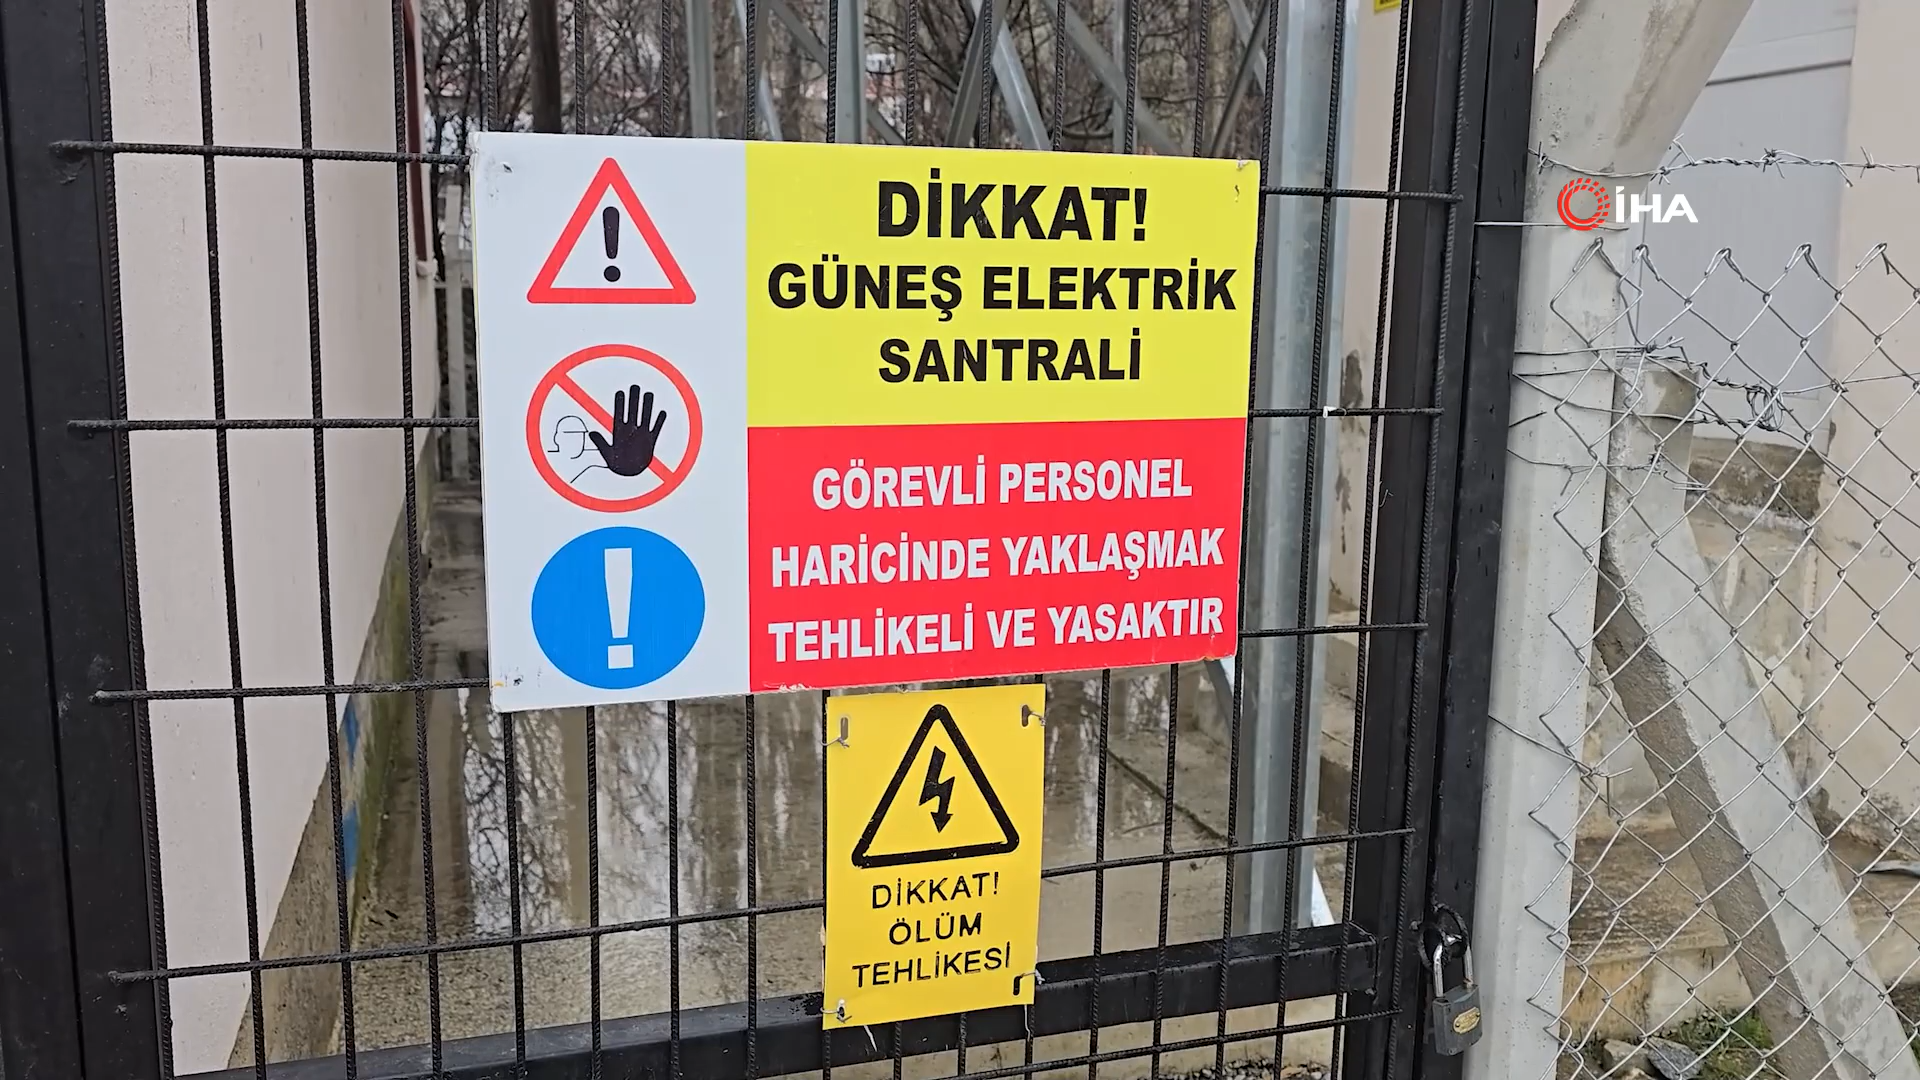 DİKKAT!
GÜNEŞ ELEKTRİK
SANTRALİ
GÖREVLİ PERSONEL
HARİCİNDE YAKLAŞMAK
TEHLİKELİ VE YASAKTIR
DİKKAT!
ÖLÜM
TEHLİKESİ
İHA